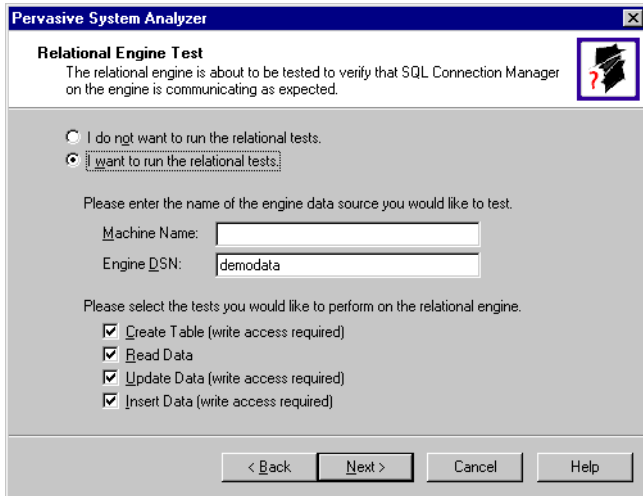 Pervasive System Analyzer
Relational Engine Test
The relational engine is about to be tested to verify that SQL Connection Manager
on the engine is communicating as expected.
?
I do not want to run the relational tests.
I want to run the relational tests.
Please enter the name of the engine data source you would like to test.
Machine Name:
Engine DSN: demodata
Please select the tests you would like to perform on the relational engine.
Create Table (write access required)
Read Data
Update Data (write access required)
Insert Data (write access required)
< Back Next > Cancel Help